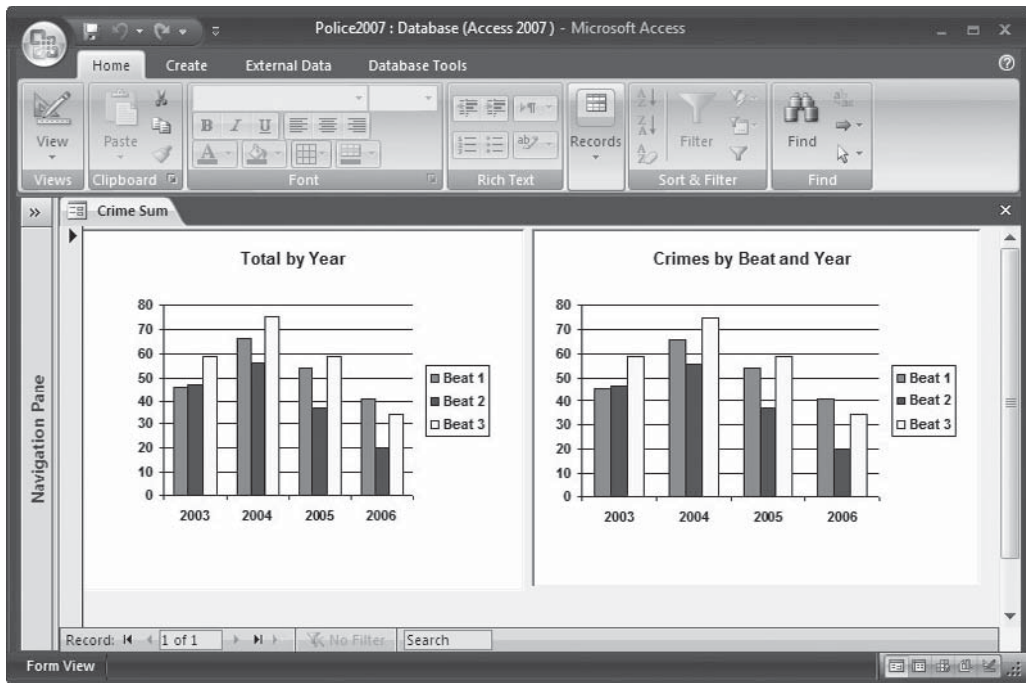 Police2007 : Database (Access 2007 ) - Microsoft Access
Home Create External Data Database Tools
View Paste B I U Records Filter Find
Views Clipboard Font Rich Text Sort & Filter Find
Crime Sum
Navigation Pane
Total by Year
80
70
60
50
40
30
20
10
0
2003 2004 2005 2006
Beat 1
Beat 2
Beat 3
Crimes by Beat and Year
80
70
60
50
40
30
20
10
0
2003 2004 2005 2006
Beat 1
Beat 2
Beat 3
Record: 1 of 1 No Filter Search
Form View